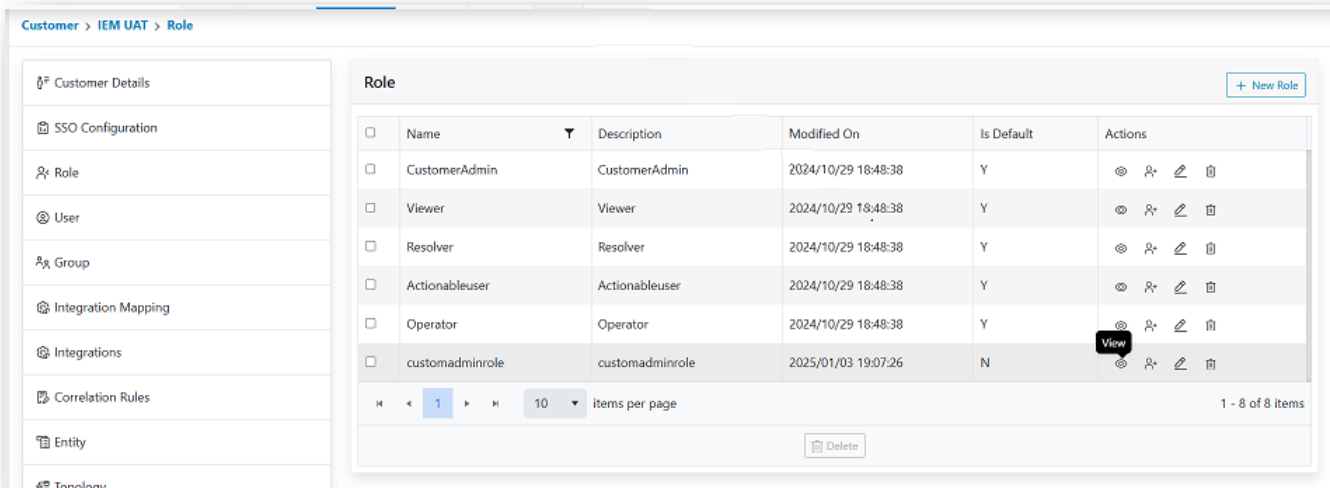 Customer > IEM UAT > Role
Customer Details
SSO Configuration
Role
User
Group
Integration Mapping
Integrations
Correlation Rules
Entity
Topology
Role
+ New Role
Name Description Modified On Is Default Actions
CustomerAdmin CustomerAdmin 2024/10/29 18:48:38 Y
Viewer Viewer 2024/10/29 18:48:38 Y
Resolver Resolver 2024/10/29 18:48:38 Y
Actionableuser Actionableuser 2024/10/29 18:48:38 Y
Operator Operator 2024/10/29 18:48:38 Y
View
customadminrole customadminrole 2025/01/03 19:07:26 N
1 10 items per page 1 - 8 of 8 items
Delete